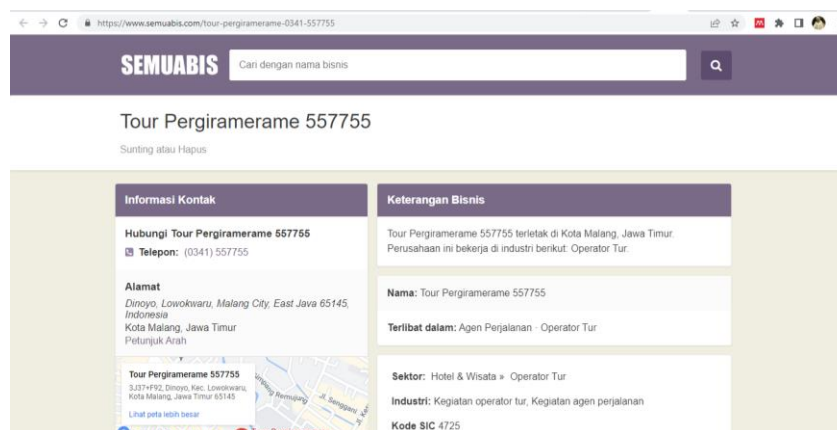 https://www.semuabis.com/tour-pergiramerame-0341-557755
SEMUABIS
Cari dengan nama bisnis
Tour Pergiramerame 557755
Sunting atau Hapus
Informasi Kontak
Hubungi Tour Pergiramerame 557755
Telepon: (0341) 557755
Alamat
Dinoyo, Lowokwaru, Malang City, East Java 65145,
Indonesia
Kota Malang, Jawa Timur
Petunjuk Arah
Tour Pergiramerame 557755
3J37+F92, Dinoyo, Kec. Lowokwaru,
Kota Malang, Jawa Timur 65145
Lihat peta lebih besar
Remujung
Jl. Senggani
Keterangan Bisnis
Tour Pergiramerame 557755 terletak di Kota Malang, Jawa Timur.
Perusahaan ini bekerja di industri berikut: Operator Tur.
Nama: Tour Pergiramerame 557755
Terlibat dalam: Agen Perjalanan · Operator Tur
Sektor: Hotel & Wisata » Operator Tur
Industri: Kegiatan operator tur, Kegiatan agen perjalanan
Kode SIC 4725